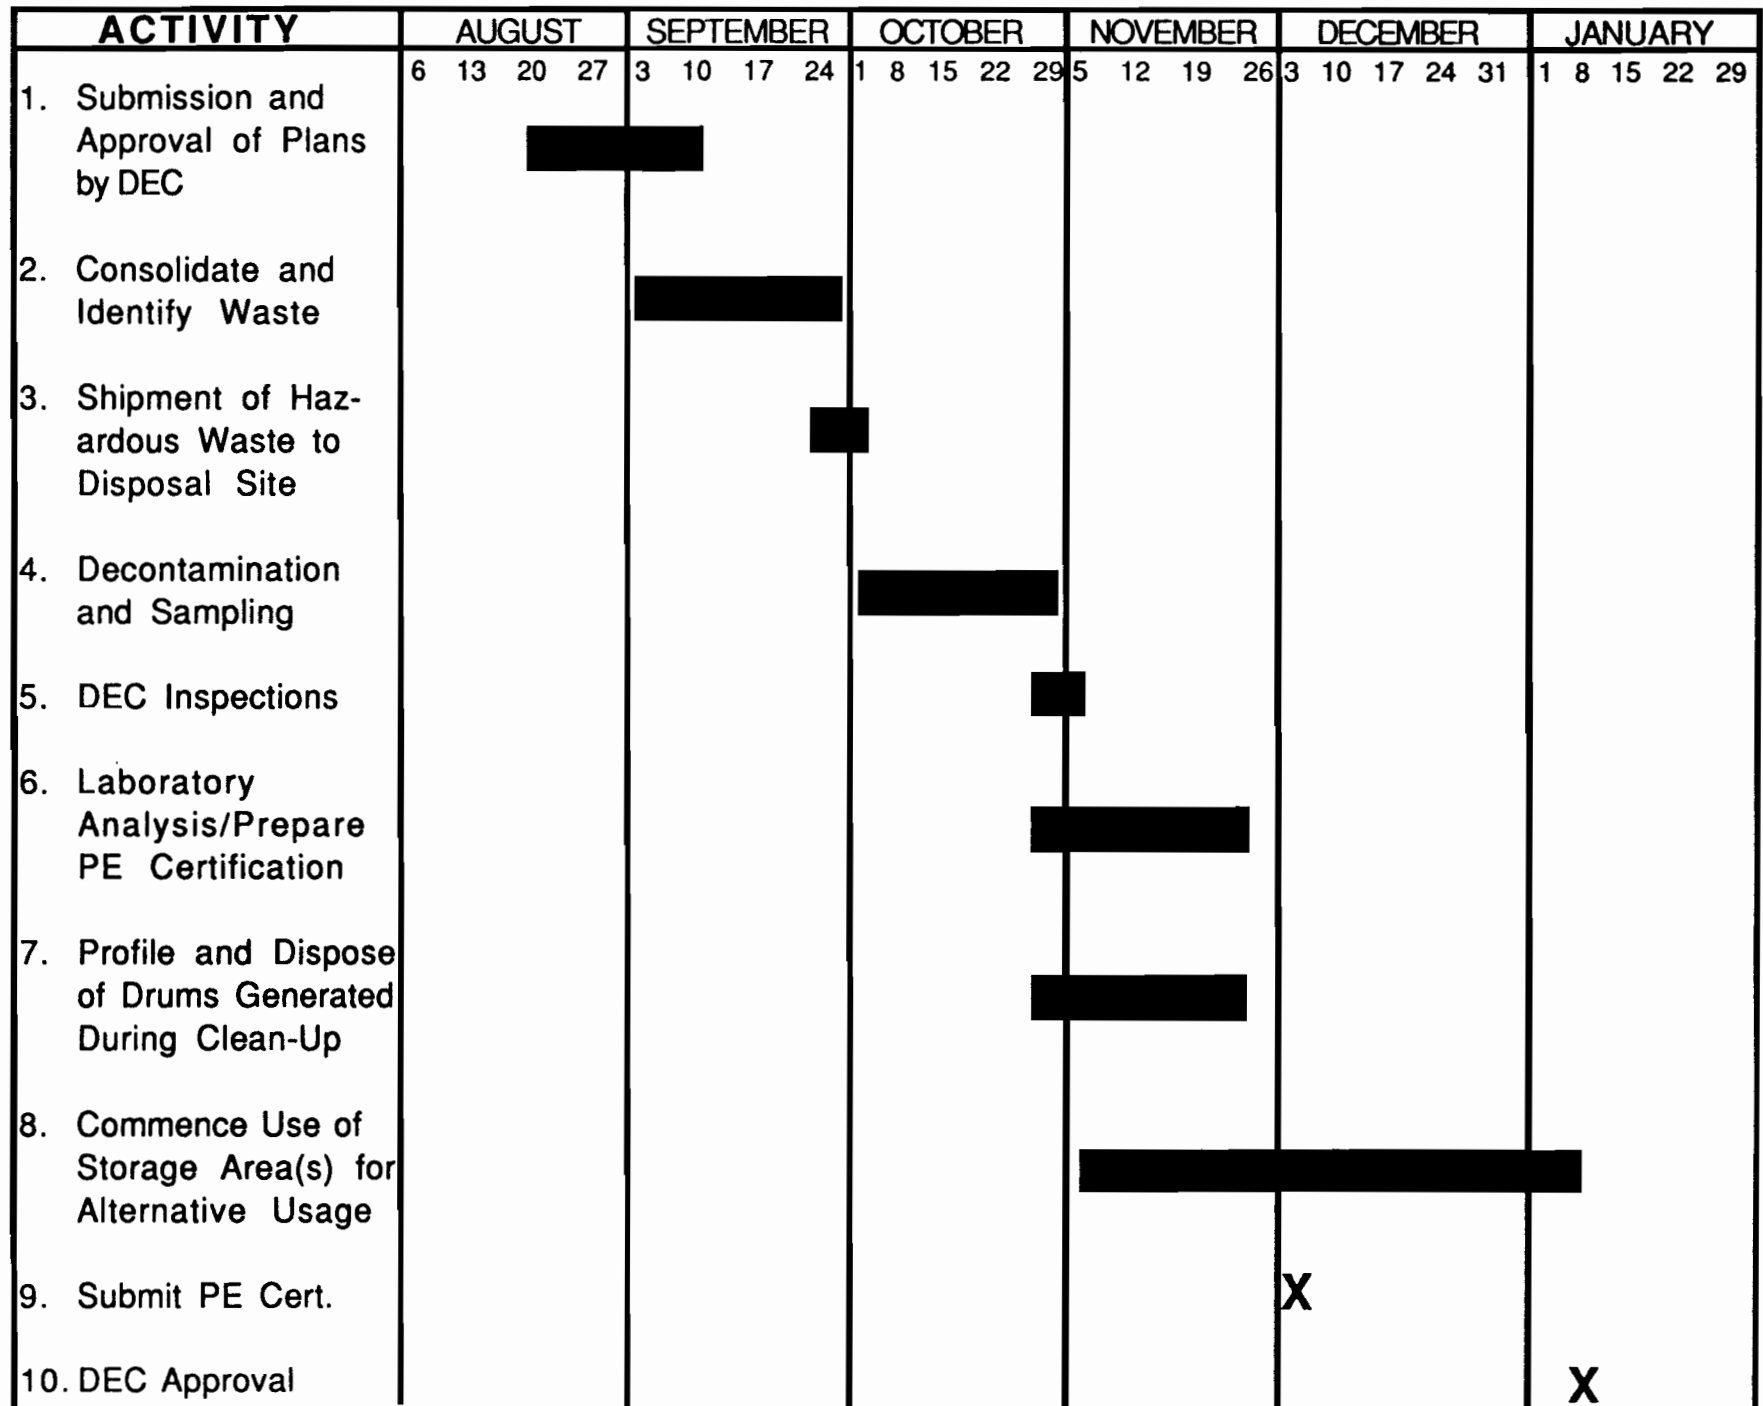 ACTIVITY AUGUST SEPTEMBER OCTOBER NOVEMBER DECEMBER JANUARY
6 13 20 27 3 10 17 24 1 8 15 22 29 5 12 19 26 3 10 17 24 31 1 8 15 22 29
1. Submission and
Approval of Plans
by DEC
2. Consolidate and
Identify Waste
3. Shipment of Haz-
ardous Waste to
Disposal Site
4. Decontamination
and Sampling
5. DEC Inspections
6. Laboratory
Analysis/Prepare
PE Certification
7. Profile and Dispose
of Drums Generated
During Clean-Up
8. Commence Use of
Storage Area(s) for
Alternative Usage
9. Submit PE Cert. X
10. DEC Approval X